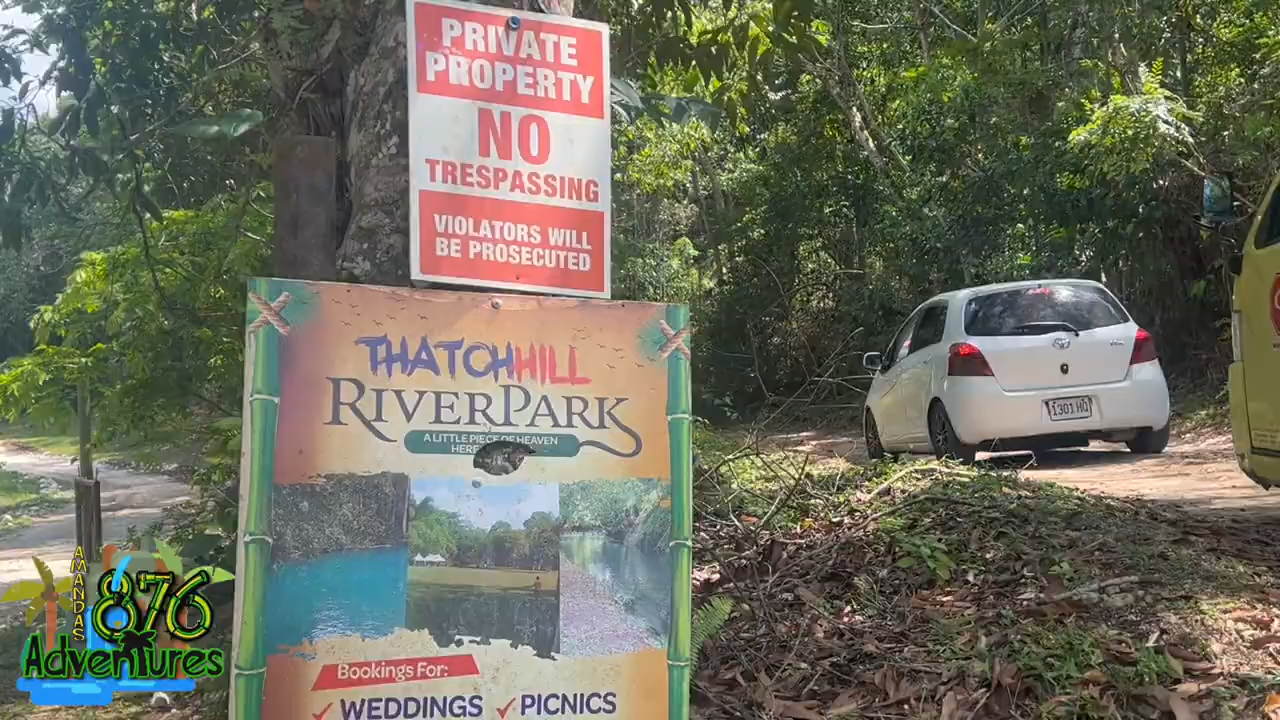 PRIVATE
PROPERTY
NO
TRESPASSING
VIOLATORS WILL
BE PROSECUTED
THATCHHILL
RIVERPARK
A LITTLE PIECE OF HEAVEN
Bookings For:
✓ WEDDINGS ✓ PICNICS
1301 HQ
AMANDAS
876
Adventures